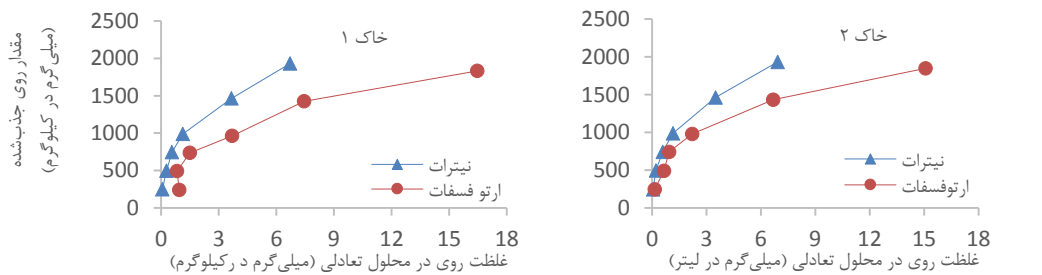 خاک ۱
مقدار روی جذب‌شده
(میلی‌گرم در کیلوگرم)
2500
2000
1500
1000
500
0
نیترات
ارتو فسفات
0 3 6 9 12 15 18
غلظت روی در محلول تعادلی (میلی‌گرم د رکیلوگرم)
خاک ۲
2500
2000
1500
1000
500
0
نیترات
ارتوفسفات
0 3 6 9 12 15 18
غلظت روی در محلول تعادلی (میلی‌گرم در لیتر)